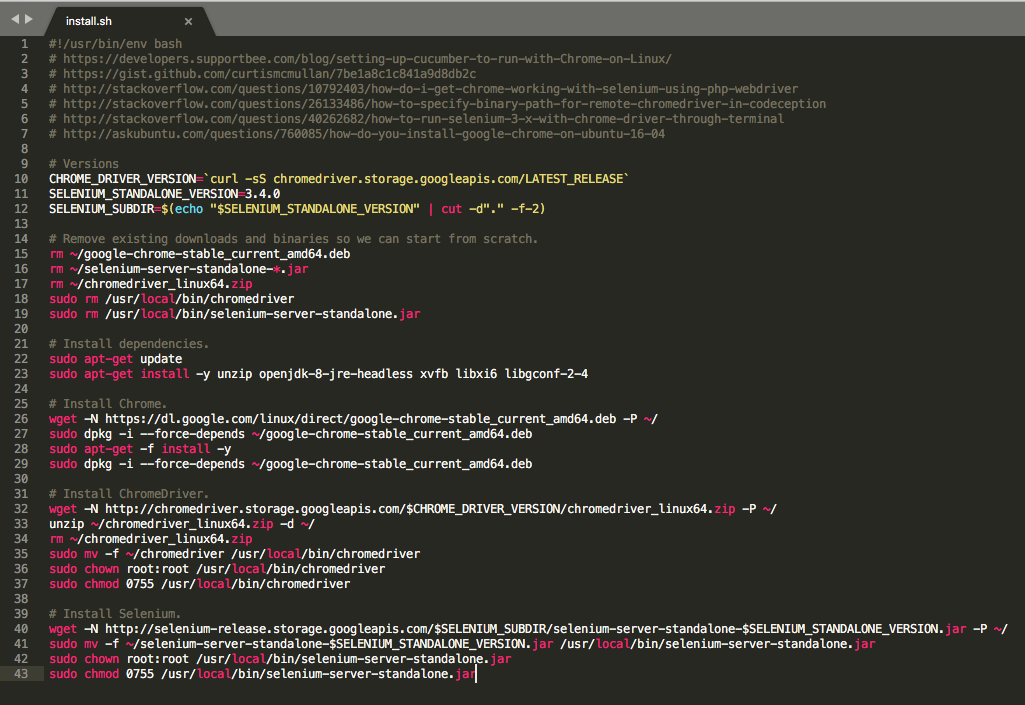 install.sh ×
1 #!/usr/bin/env bash
2 # https://developers.supportbee.com/blog/setting-up-cucumber-to-run-with-Chrome-on-Linux/
3 # https://gist.github.com/curtismcmullan/7be1a8c1c841a9d8db2c
4 # http://stackoverflow.com/questions/10792403/how-do-i-get-chrome-working-with-selenium-using-php-webdriver
5 # http://stackoverflow.com/questions/26133486/how-to-specify-binary-path-for-remote-chromedriver-in-codeception
6 # http://stackoverflow.com/questions/40262682/how-to-run-selenium-3-x-with-chrome-driver-through-terminal
7 # http://askubuntu.com/questions/760085/how-do-you-install-google-chrome-on-ubuntu-16-04
8
9 # Versions
10 CHROME_DRIVER_VERSION=`curl -sS chromedriver.storage.googleapis.com/LATEST_RELEASE`
11 SELENIUM_STANDALONE_VERSION=3.4.0
12 SELENIUM_SUBDIR=$(echo "$SELENIUM_STANDALONE_VERSION" | cut -d"." -f-2)
13
14 # Remove existing downloads and binaries so we can start from scratch.
15 rm ~/google-chrome-stable_current_amd64.deb
16 rm ~/selenium-server-standalone-*.jar
17 rm ~/chromedriver_linux64.zip
18 sudo rm /usr/local/bin/chromedriver
19 sudo rm /usr/local/bin/selenium-server-standalone.jar
20
21 # Install dependencies.
22 sudo apt-get update
23 sudo apt-get install -y unzip openjdk-8-jre-headless xvfb libxi6 libgconf-2-4
24
25 # Install Chrome.
26 wget -N https://dl.google.com/linux/direct/google-chrome-stable_current_amd64.deb -P ~/
27 sudo dpkg -i --force-depends ~/google-chrome-stable_current_amd64.deb
28 sudo apt-get -f install -y
29 sudo dpkg -i --force-depends ~/google-chrome-stable_current_amd64.deb
30
31 # Install ChromeDriver.
32 wget -N http://chromedriver.storage.googleapis.com/$CHROME_DRIVER_VERSION/chromedriver_linux64.zip -P ~/
33 unzip ~/chromedriver_linux64.zip -d ~/
34 rm ~/chromedriver_linux64.zip
35 sudo mv -f ~/chromedriver /usr/local/bin/chromedriver
36 sudo chown root:root /usr/local/bin/chromedriver
37 sudo chmod 0755 /usr/local/bin/chromedriver
38
39 # Install Selenium.
40 wget -N http://selenium-release.storage.googleapis.com/$SELENIUM_SUBDIR/selenium-server-standalone-$SELENIUM_STANDALONE_VERSION.jar -P ~/
41 sudo mv -f ~/selenium-server-standalone-$SELENIUM_STANDALONE_VERSION.jar /usr/local/bin/selenium-server-standalone.jar
42 sudo chown root:root /usr/local/bin/selenium-server-standalone.jar
43 sudo chmod 0755 /usr/local/bin/selenium-server-standalone.jar